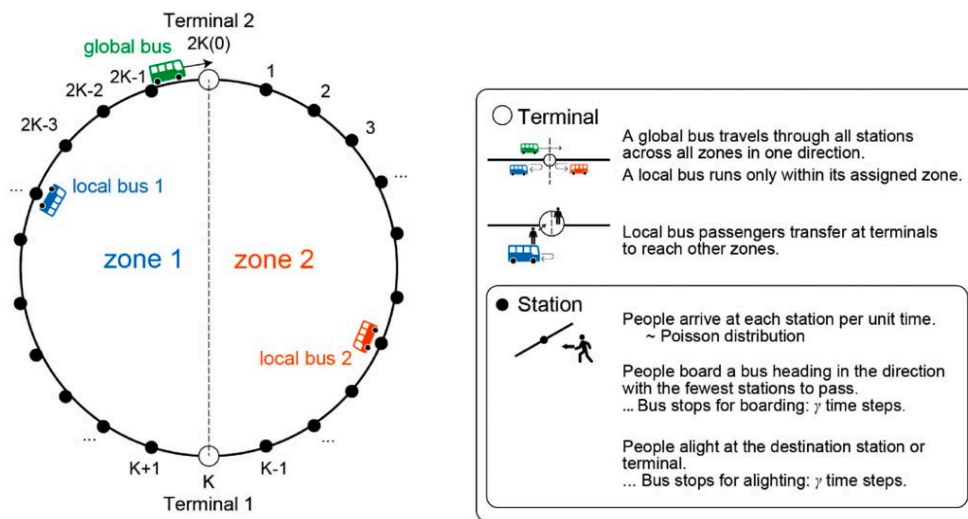 Terminal 2
2K(0)
global bus
2K-1
1
2K-2
2
2K-3
3
...
...
local bus 1
zone 1
zone 2
local bus 2
...
...
K+1
K
K-1
Terminal 1
Terminal
A global bus travels through all stations
across all zones in one direction.
A local bus runs only within its assigned zone.
Local bus passengers transfer at terminals
to reach other zones.
Station
People arrive at each station per unit time.
~ Poisson distribution
People board a bus heading in the direction
with the fewest stations to pass.
... Bus stops for boarding: γ time steps.
People alight at the destination station or
terminal.
... Bus stops for alighting: γ time steps.